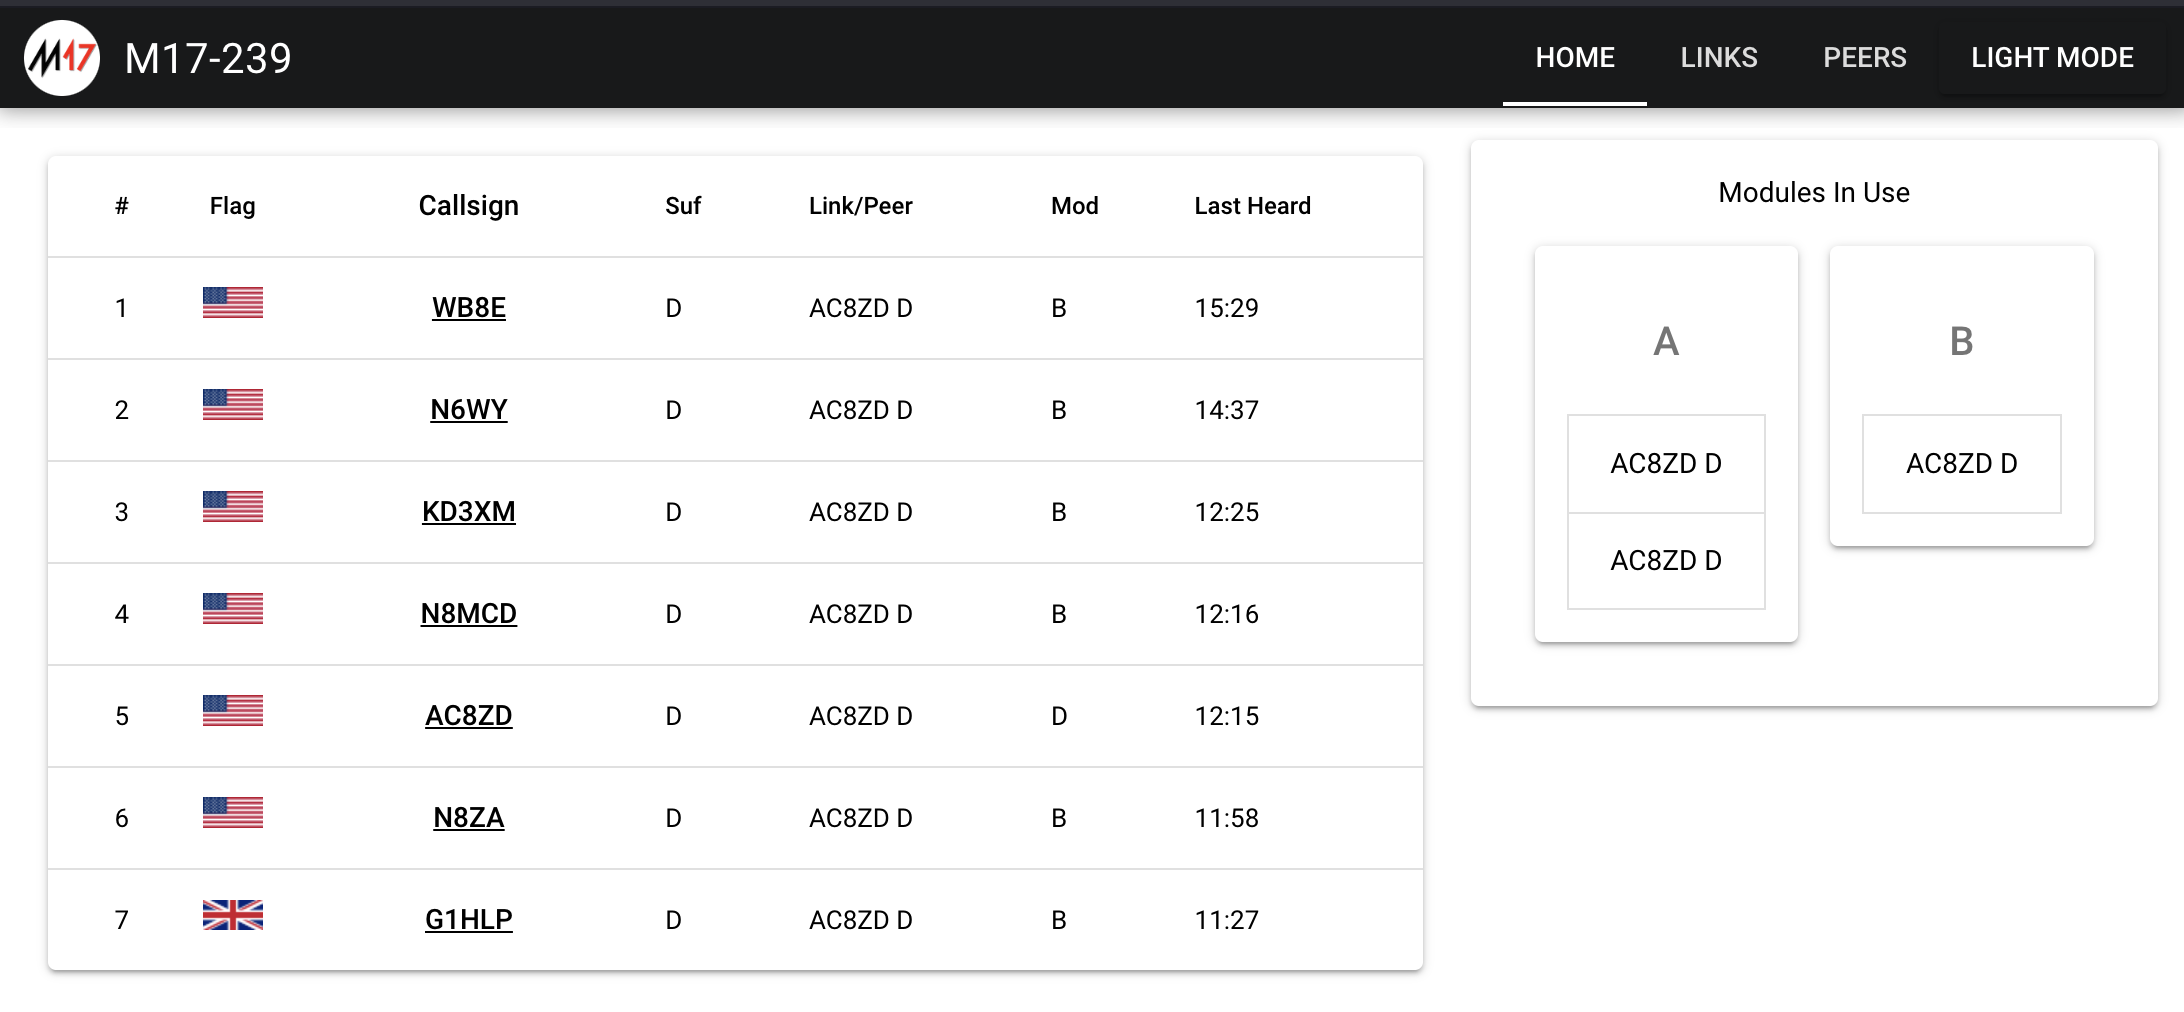 M17 M17-239 HOME LINKS PEERS LIGHT MODE
# Flag Callsign Suf Link/Peer Mod Last Heard
1 WB8E D AC8ZD D B 15:29
2 N6WY D AC8ZD D B 14:37
3 KD3XM D AC8ZD D B 12:25
4 N8MCD D AC8ZD D B 12:16
5 AC8ZD D AC8ZD D D 12:15
6 N8ZA D AC8ZD D B 11:58
7 G1HLP D AC8ZD D B 11:27
Modules In Use
A
AC8ZD D
AC8ZD D
B
AC8ZD D